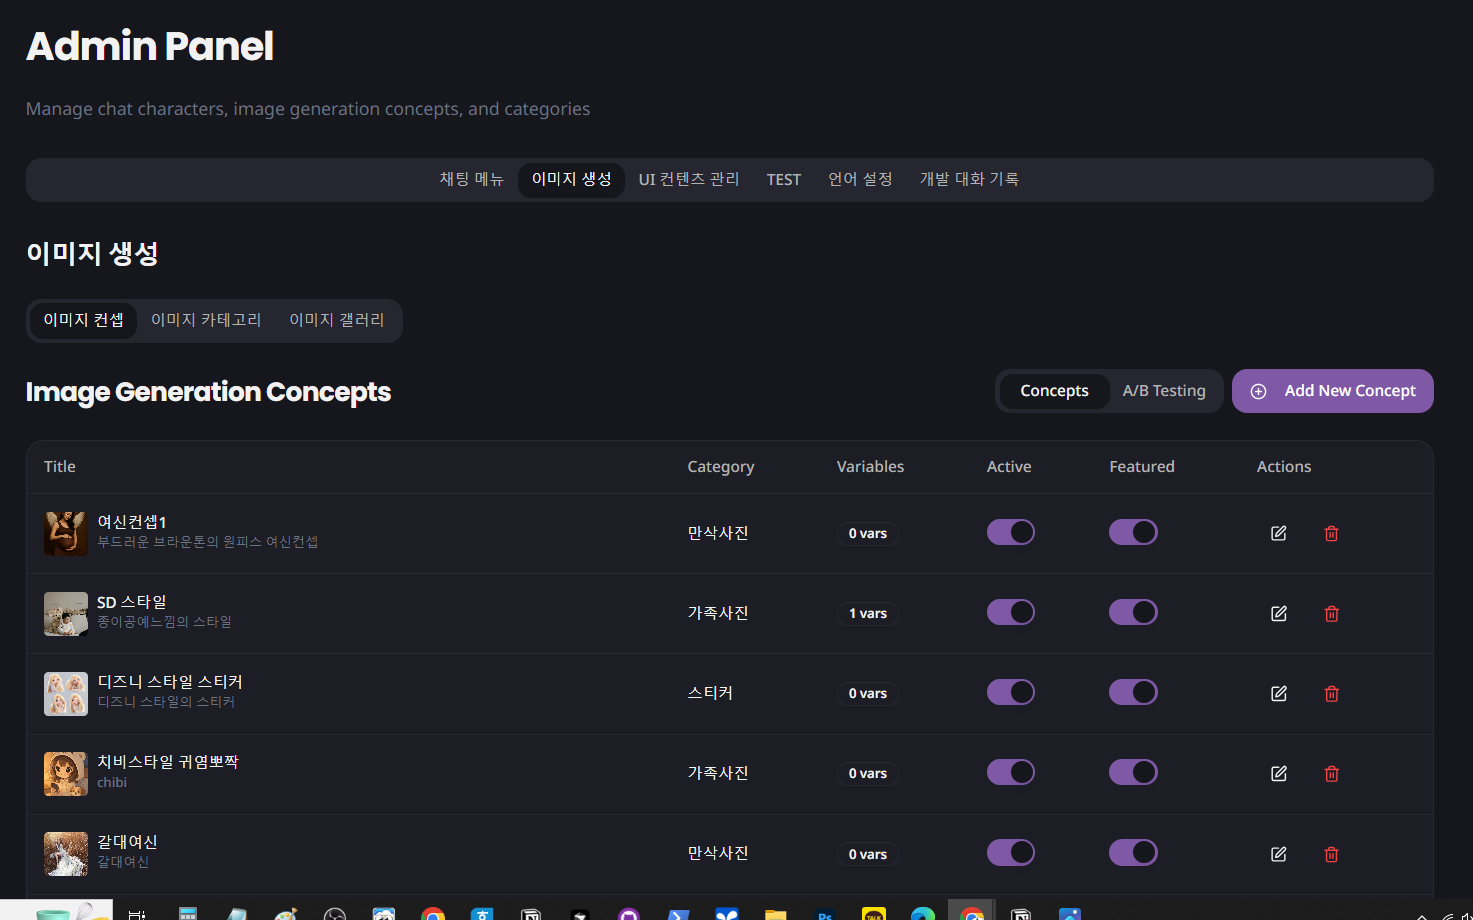 Admin Panel
Manage chat characters, image generation concepts, and categories
채팅 메뉴 이미지 생성 UI 컨텐츠 관리 TEST 언어 설정 개발 대화 기록
이미지 생성
이미지 컨셉 이미지 카테고리 이미지 갤러리
Image Generation Concepts Concepts A/B Testing Add New Concept
Title Category Variables Active Featured Actions
여신컨셉1
부드러운 브라운톤의 원피스 여신컨셉
만삭사진 0 vars
SD 스타일
종이공예느낌의 스타일
가족사진 1 vars
디즈니 스타일 스티커
디즈니 스타일의 스티커
스티커 0 vars
치비스타일 귀염뽀짝
chibi
가족사진 0 vars
갈대여신
갈대여신
만삭사진 0 vars
Ps
TALK